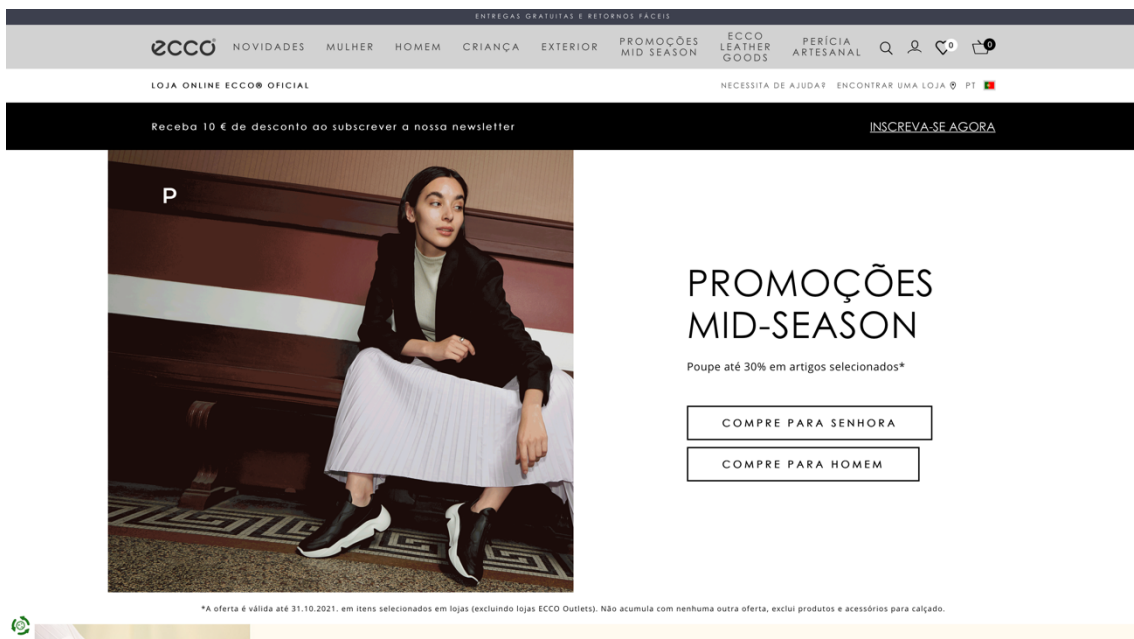 ENTREGAS GRATUITAS E RETORNOS FÁCEIS
ecco NOVIDADES MULHER HOMEM CRIANÇA EXTERIOR PROMOÇÕES MID SEASON ECCO LEATHER GOODS PERÍCIA ARTESANAL 0 0
LOJA ONLINE ECCO® OFICIAL NECESSITA DE AJUDA? ENCONTRAR UMA LOJA PT
Receba 10 € de desconto ao subscrever a nossa newsletter INSCREVA-SE AGORA
P
PROMOÇÕES
MID-SEASON
Poupe até 30% em artigos selecionados*
COMPRE PARA SENHORA
COMPRE PARA HOMEM
*A oferta é válida até 31.10.2021. em itens selecionados em lojas (excluindo lojas ECCO Outlets). Não acumula com nenhuma outra oferta, exclui produtos e acessórios para calçado.